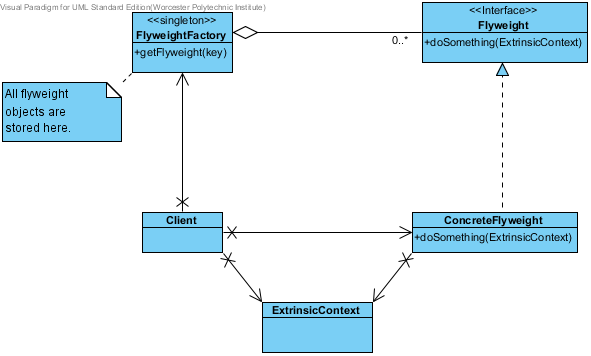 Visual Paradigm for UML Standard Edition(Worcester Polytechnic Institute)
<<singleton>>
FlyweightFactory
+getFlyweight(key)
<<Interface>>
Flyweight
+doSomething(ExtrinsicContext)
0..*
All flyweight
objects are
stored here.
Client
ConcreteFlyweight
+doSomething(ExtrinsicContext)
ExtrinsicContext